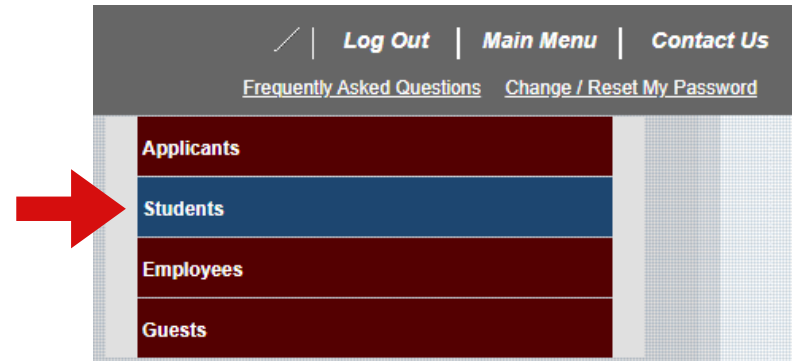 Log Out | Main Menu | Contact Us
Frequently Asked Questions Change / Reset My Password
Applicants
Students
Employees
Guests